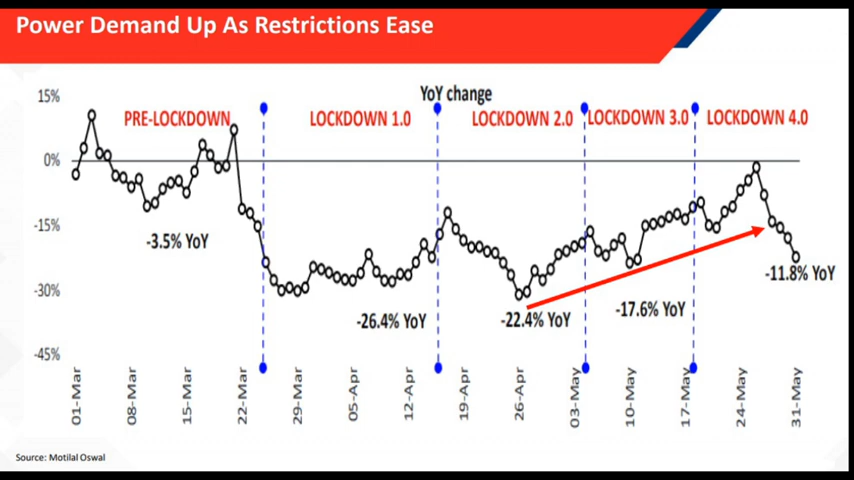 Power Demand Up As Restrictions Ease
YoY change
15%
0%
-15%
-30%
-45%
PRE-LOCKDOWN
LOCKDOWN 1.0
LOCKDOWN 2.0
LOCKDOWN 3.0
LOCKDOWN 4.0
-3.5% YoY
-26.4% YoY
-22.4% YoY
-17.6% YoY
-11.8% YoY
01-Mar
08-Mar
15-Mar
22-Mar
29-Mar
05-Apr
12-Apr
19-Apr
26-Apr
03-May
10-May
17-May
24-May
31-May
Source: Motilal Oswal